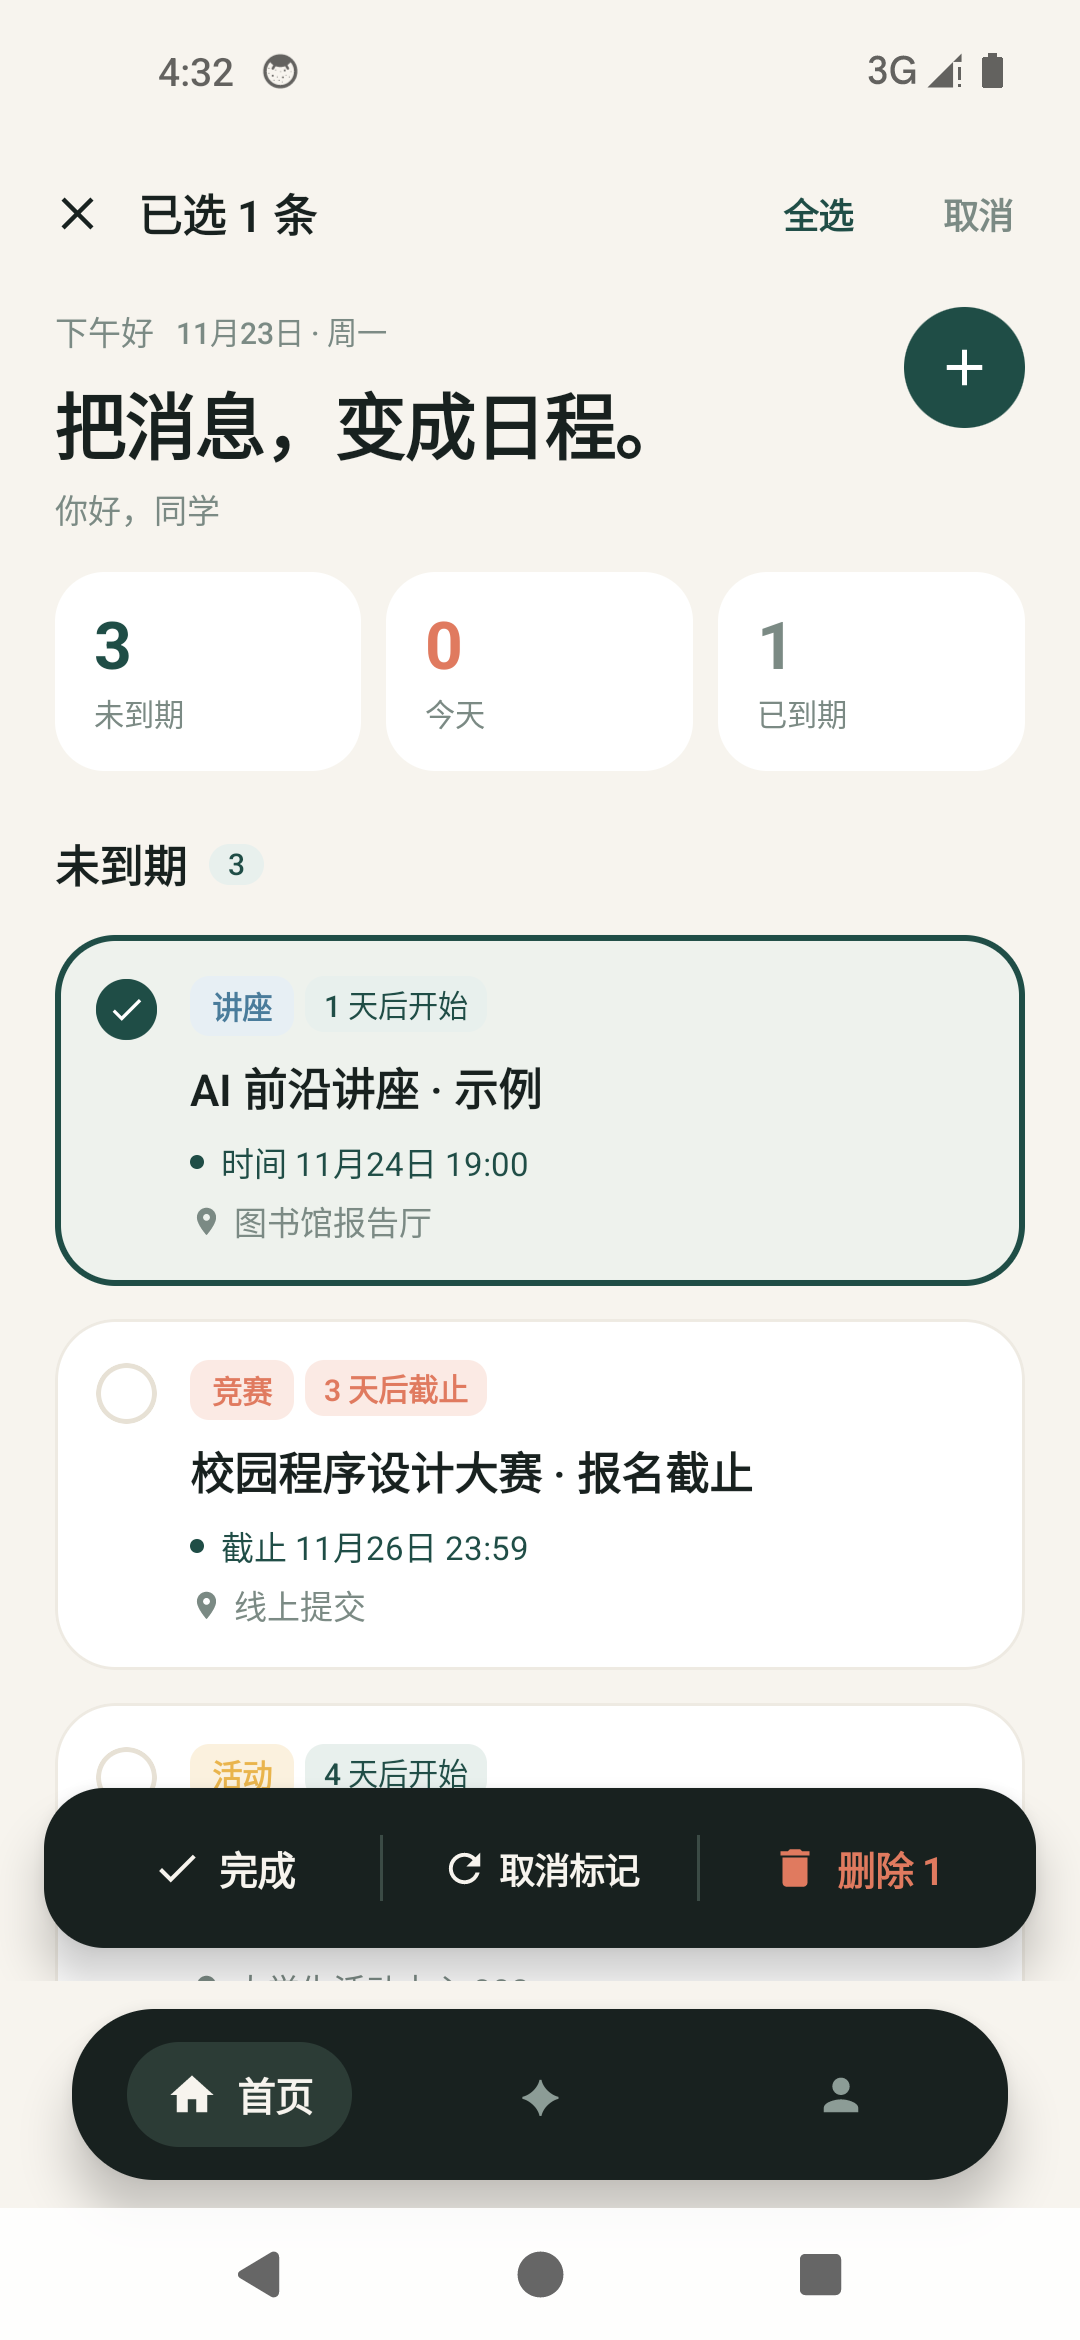 4:32
3G
已选 1 条
全选
取消
下午好 11月23日 · 周一
把消息，变成日程。
你好，同学
3
未到期
0
今天
1
已到期
未到期 3
讲座
1 天后开始
AI 前沿讲座 · 示例
时间 11月24日 19:00
图书馆报告厅
竞赛
3 天后截止
校园程序设计大赛 · 报名截止
截止 11月26日 23:59
线上提交
活动
4 天后开始
完成
取消标记
删除 1
首页